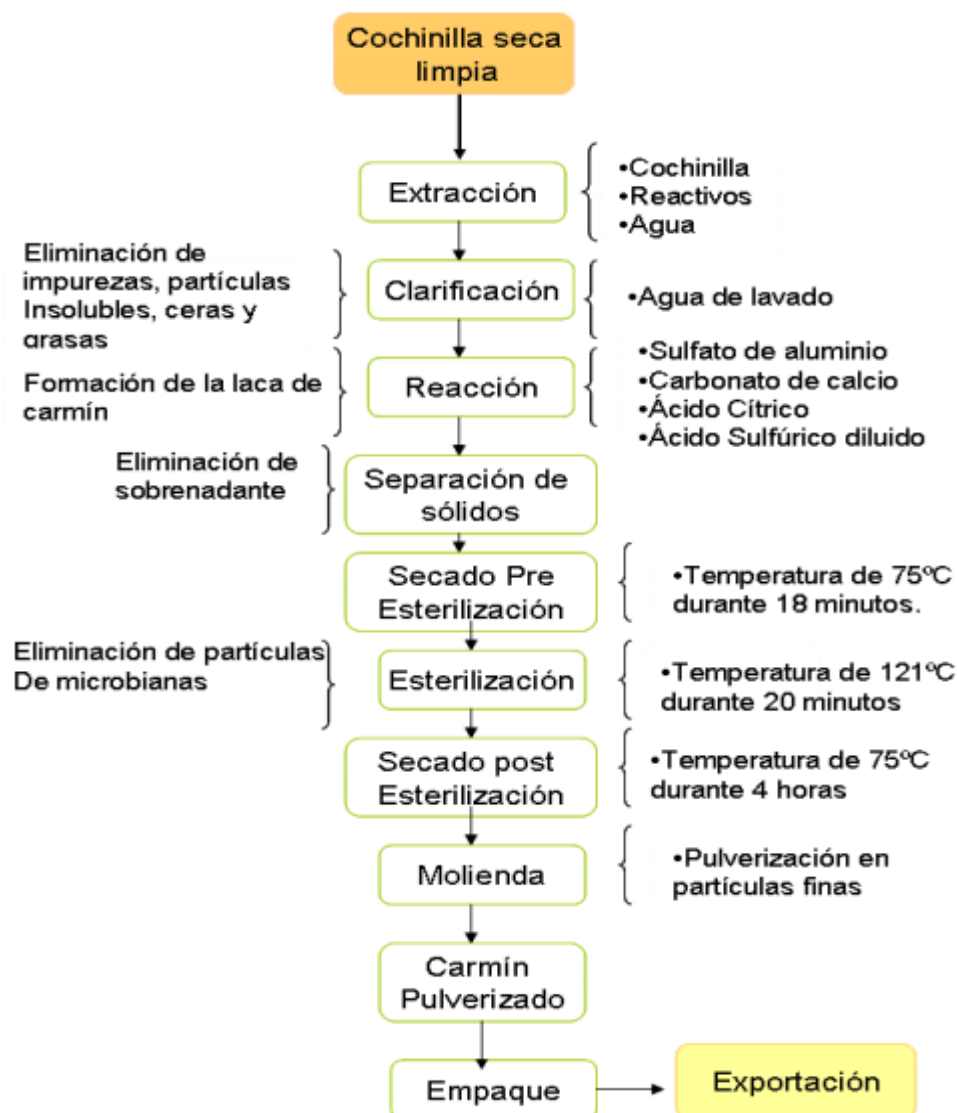 Cochinilla seca
limpia
Extracción
•Cochinilla
•Reactivos
•Agua
Eliminación de
impurezas, partículas
Insolubles, ceras y
grasas
Clarificación
•Agua de lavado
Formación de la laca de
carmín
Reacción
•Sulfato de aluminio
•Carbonato de calcio
•Ácido Cítrico
•Ácido Sulfúrico diluido
Eliminación de
sobrenadante
Separación de
sólidos
Secado Pre
Esterilización
•Temperatura de 75ºC
durante 18 minutos.
Eliminación de partículas
De microbianas
Esterilización
•Temperatura de 121ºC
durante 20 minutos
Secado post
Esterilización
•Temperatura de 75ºC
durante 4 horas
Molienda
•Pulverización en
partículas finas
Carmín
Pulverizado
Empaque
Exportación